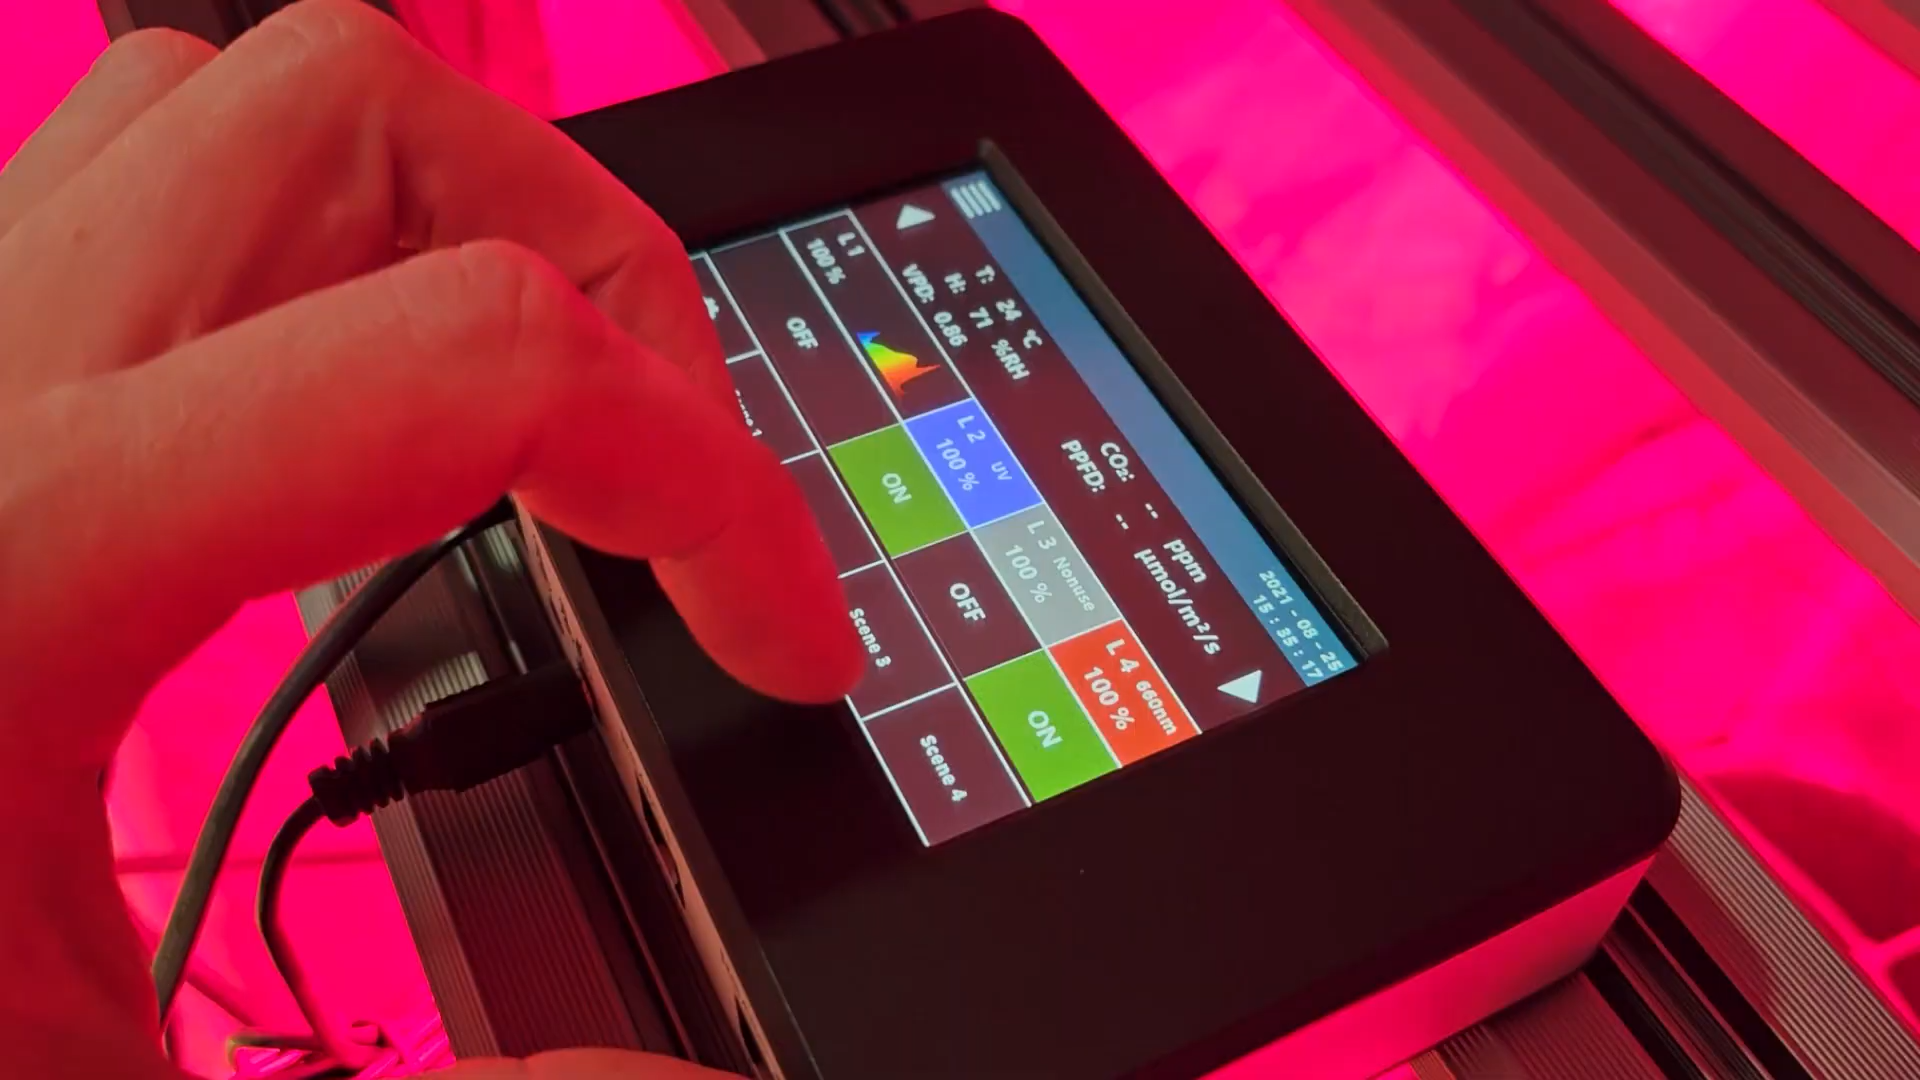 2021 - 08 - 25
15 : 35 : 17
T: 24 °C
CO₂: -- ppm
H: 71 %RH
PPFD: -- µmol/m²/s
VPD: 0.86
L 1
100 %
L 2 UV
100 %
L 3 Nonuse
100 %
L 4 660nm
100 %
OFF
ON
OFF
ON
Scene 3
Scene 4